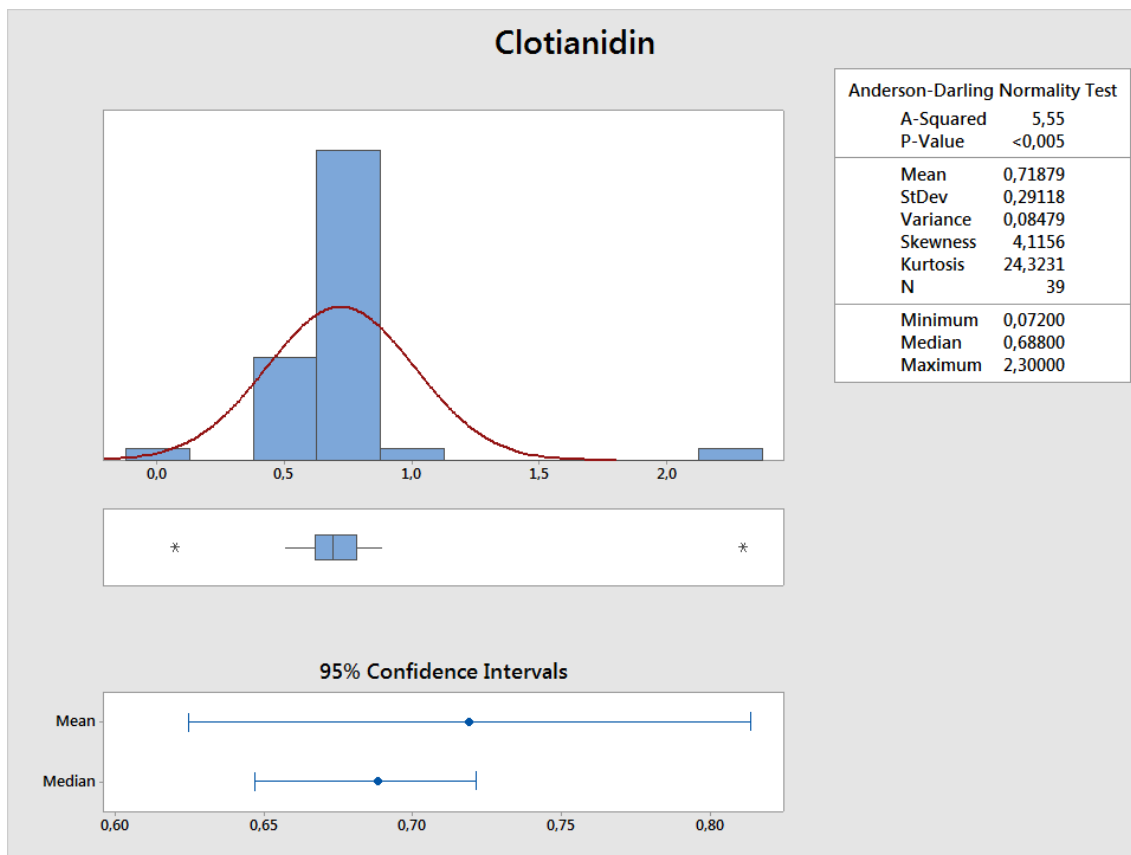 Clotianidin
Anderson-Darling Normality Test
A-Squared 5,55
P-Value <0,005
Mean 0,71879
StDev 0,29118
Variance 0,08479
Skewness 4,1156
Kurtosis 24,3231
N 39
Minimum 0,07200
Median 0,68800
Maximum 2,30000
0,0 0,5 1,0 1,5 2,0
* *
95% Confidence Intervals
Mean
Median
0,60 0,65 0,70 0,75 0,80